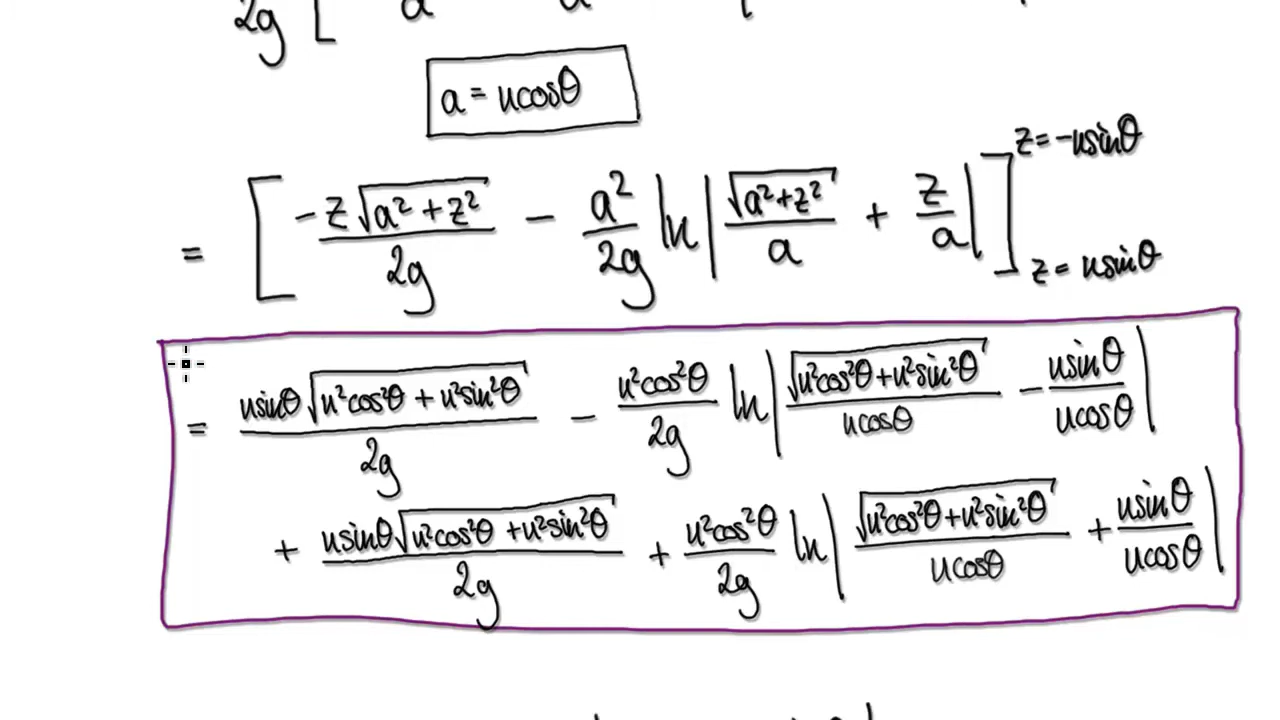 2g [ a a
a = ucosθ
= [ -z√(a² + z²)/2g - a²/2g ln| √(a²+z²)/a + z/a | ] z = -usinθ z = usinθ
= usinθ√(u²cos²θ + u²sin²θ)/2g - u²cos²θ/2g ln| √(u²cos²θ + u²sin²θ)/ucosθ - usinθ/ucosθ |
+ usinθ√(u²cos²θ + u²sin²θ)/2g + u²cos²θ/2g ln| √(u²cos²θ + u²sin²θ)/ucosθ + usinθ/ucosθ |